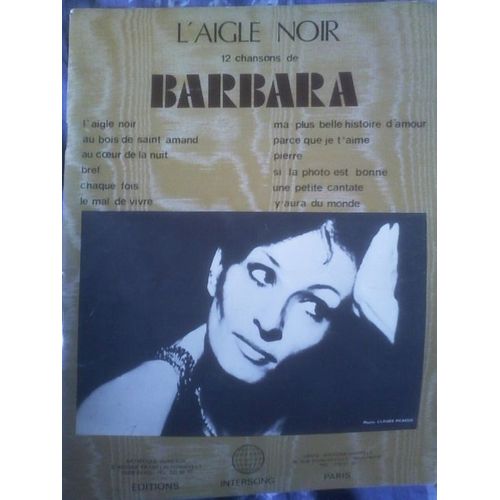 L'AIGLE NOIR
12 chansons de
BARBARA
l'aigle noir
au bois de saint amand
au cœur de la nuit
bref
chaque fois
le mal de vivre
ma plus belle histoire d'amour
parce que je t'aime
pierre
si la photo est bonne
une petite cantate
y'aura du monde
Photo
EDITIONS
INTERSONG
PARIS